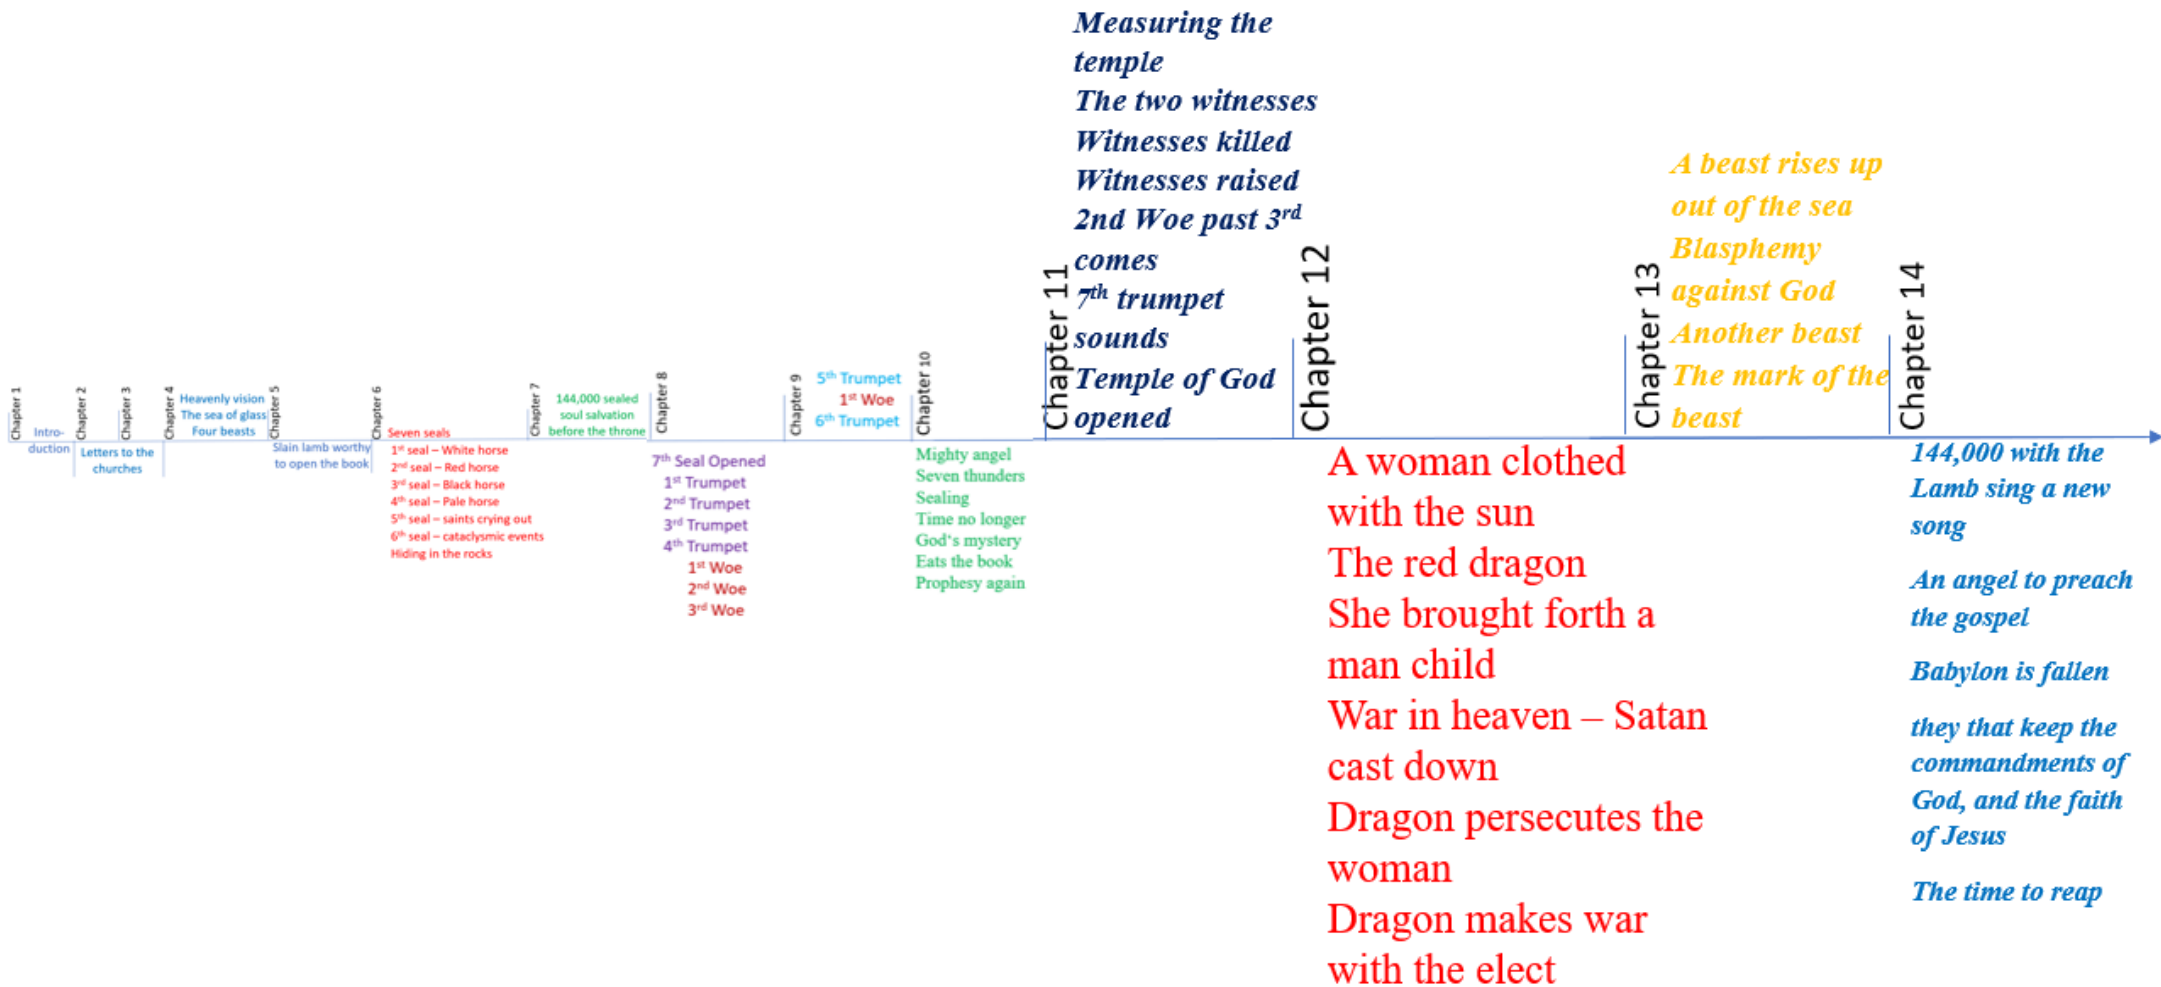 Chapter 1
Intro-
duction
Chapter 2
Letters to the
churches
Chapter 3
Chapter 4
Heavenly vision
The sea of glass
Four beasts
Chapter 5
Slain lamb worthy
to open the book
Chapter 6
Seven seals
1st seal – White horse
2nd seal – Red horse
3rd seal – Black horse
4th seal – Pale horse
5th seal – saints crying out
6th seal – cataclysmic events
Hiding in the rocks
Chapter 7
144,000 sealed
soul salvation
before the throne
Chapter 8
7th Seal Opened
1st Trumpet
2nd Trumpet
3rd Trumpet
4th Trumpet
1st Woe
2nd Woe
3rd Woe
Chapter 9
5th Trumpet
1st Woe
6th Trumpet
Chapter 10
Mighty angel
Seven thunders
Sealing
Time no longer
God's mystery
Eats the book
Prophesy again
Chapter 11
Measuring the
temple
The two witnesses
Witnesses killed
Witnesses raised
2nd Woe past 3rd
comes
7th trumpet
sounds
Temple of God
opened
Chapter 12
A woman clothed
with the sun
The red dragon
She brought forth a
man child
War in heaven – Satan
cast down
Dragon persecutes the
woman
Dragon makes war
with the elect
Chapter 13
A beast rises up
out of the sea
Blasphemy
against God
Another beast
The mark of the
beast
Chapter 14
144,000 with the
Lamb sing a new
song
An angel to preach
the gospel
Babylon is fallen
they that keep the
commandments of
God, and the faith
of Jesus
The time to reap